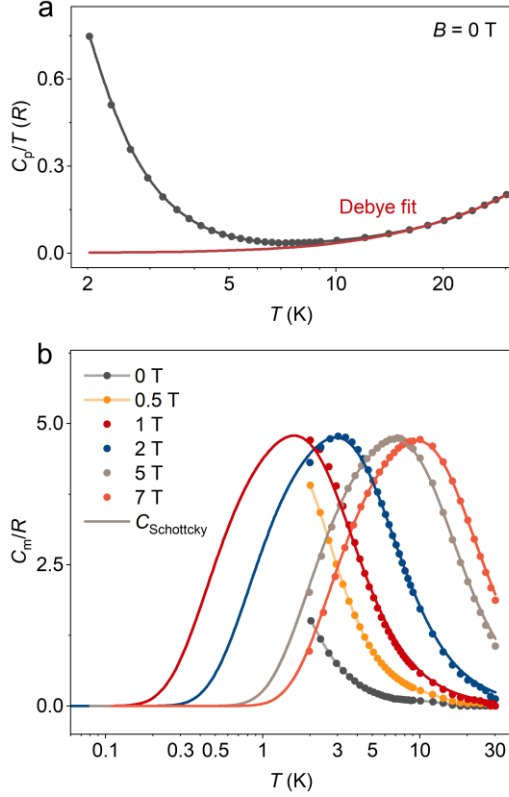 a
B = 0 T
0.6
0.3
0.0
Cp/T (R)
Debye fit
2
5
10
20
T (K)
b
0 T
0.5 T
1 T
2 T
5 T
7 T
CSchottcky
5.0
2.5
0.0
Cm/R
0.1
0.3
0.5
1
3
5
10
30
T (K)